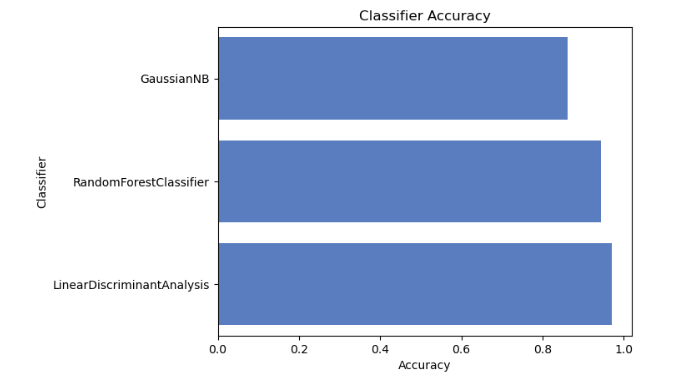 Classifier Accuracy
GaussianNB
RandomForestClassifier
LinearDiscriminantAnalysis
Classifier
0.0 0.2 0.4 0.6 0.8 1.0
Accuracy